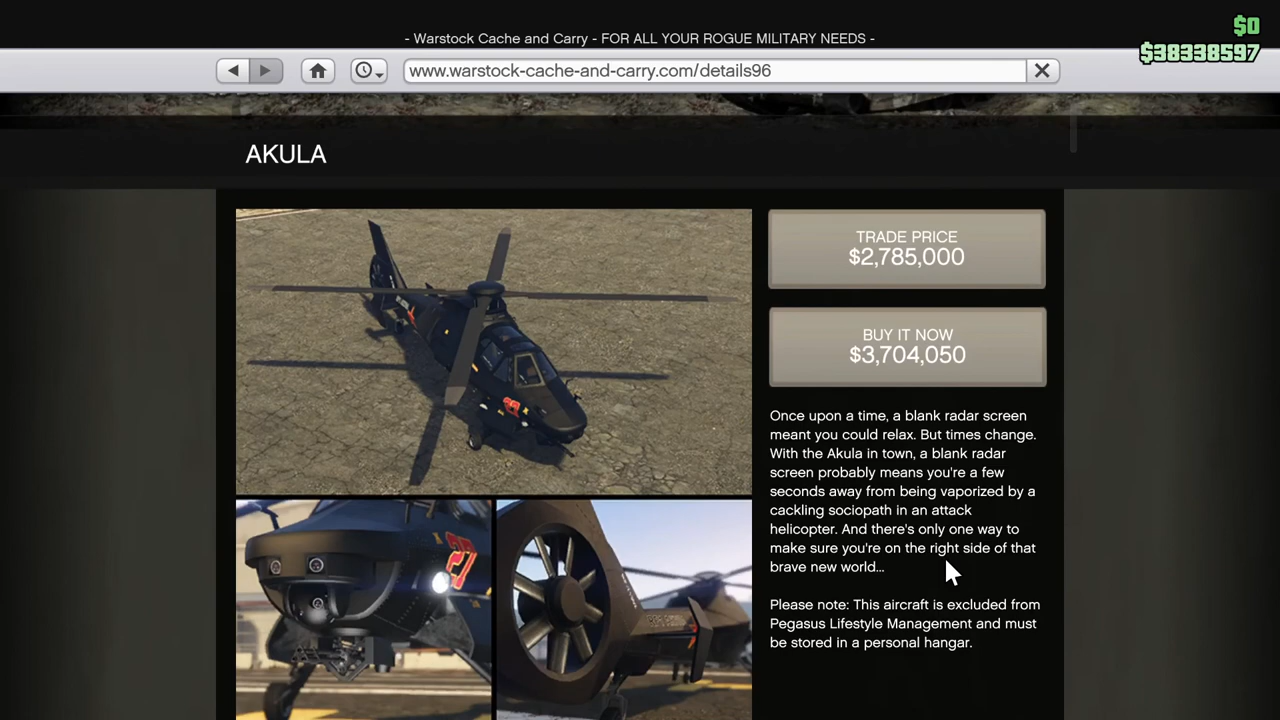 $0
- Warstock Cache and Carry - FOR ALL YOUR ROGUE MILITARY NEEDS -
$38338597
www.warstock-cache-and-carry.com/details96
AKULA
TRADE PRICE
$2,785,000
BUY IT NOW
$3,704,050
Once upon a time, a blank radar screen
meant you could relax. But times change.
With the Akula in town, a blank radar
screen probably means you're a few
seconds away from being vaporized by a
cackling sociopath in an attack
helicopter. And there's only one way to
make sure you're on the right side of that
brave new world...
Please note: This aircraft is excluded from
Pegasus Lifestyle Management and must
be stored in a personal hangar.
27
27